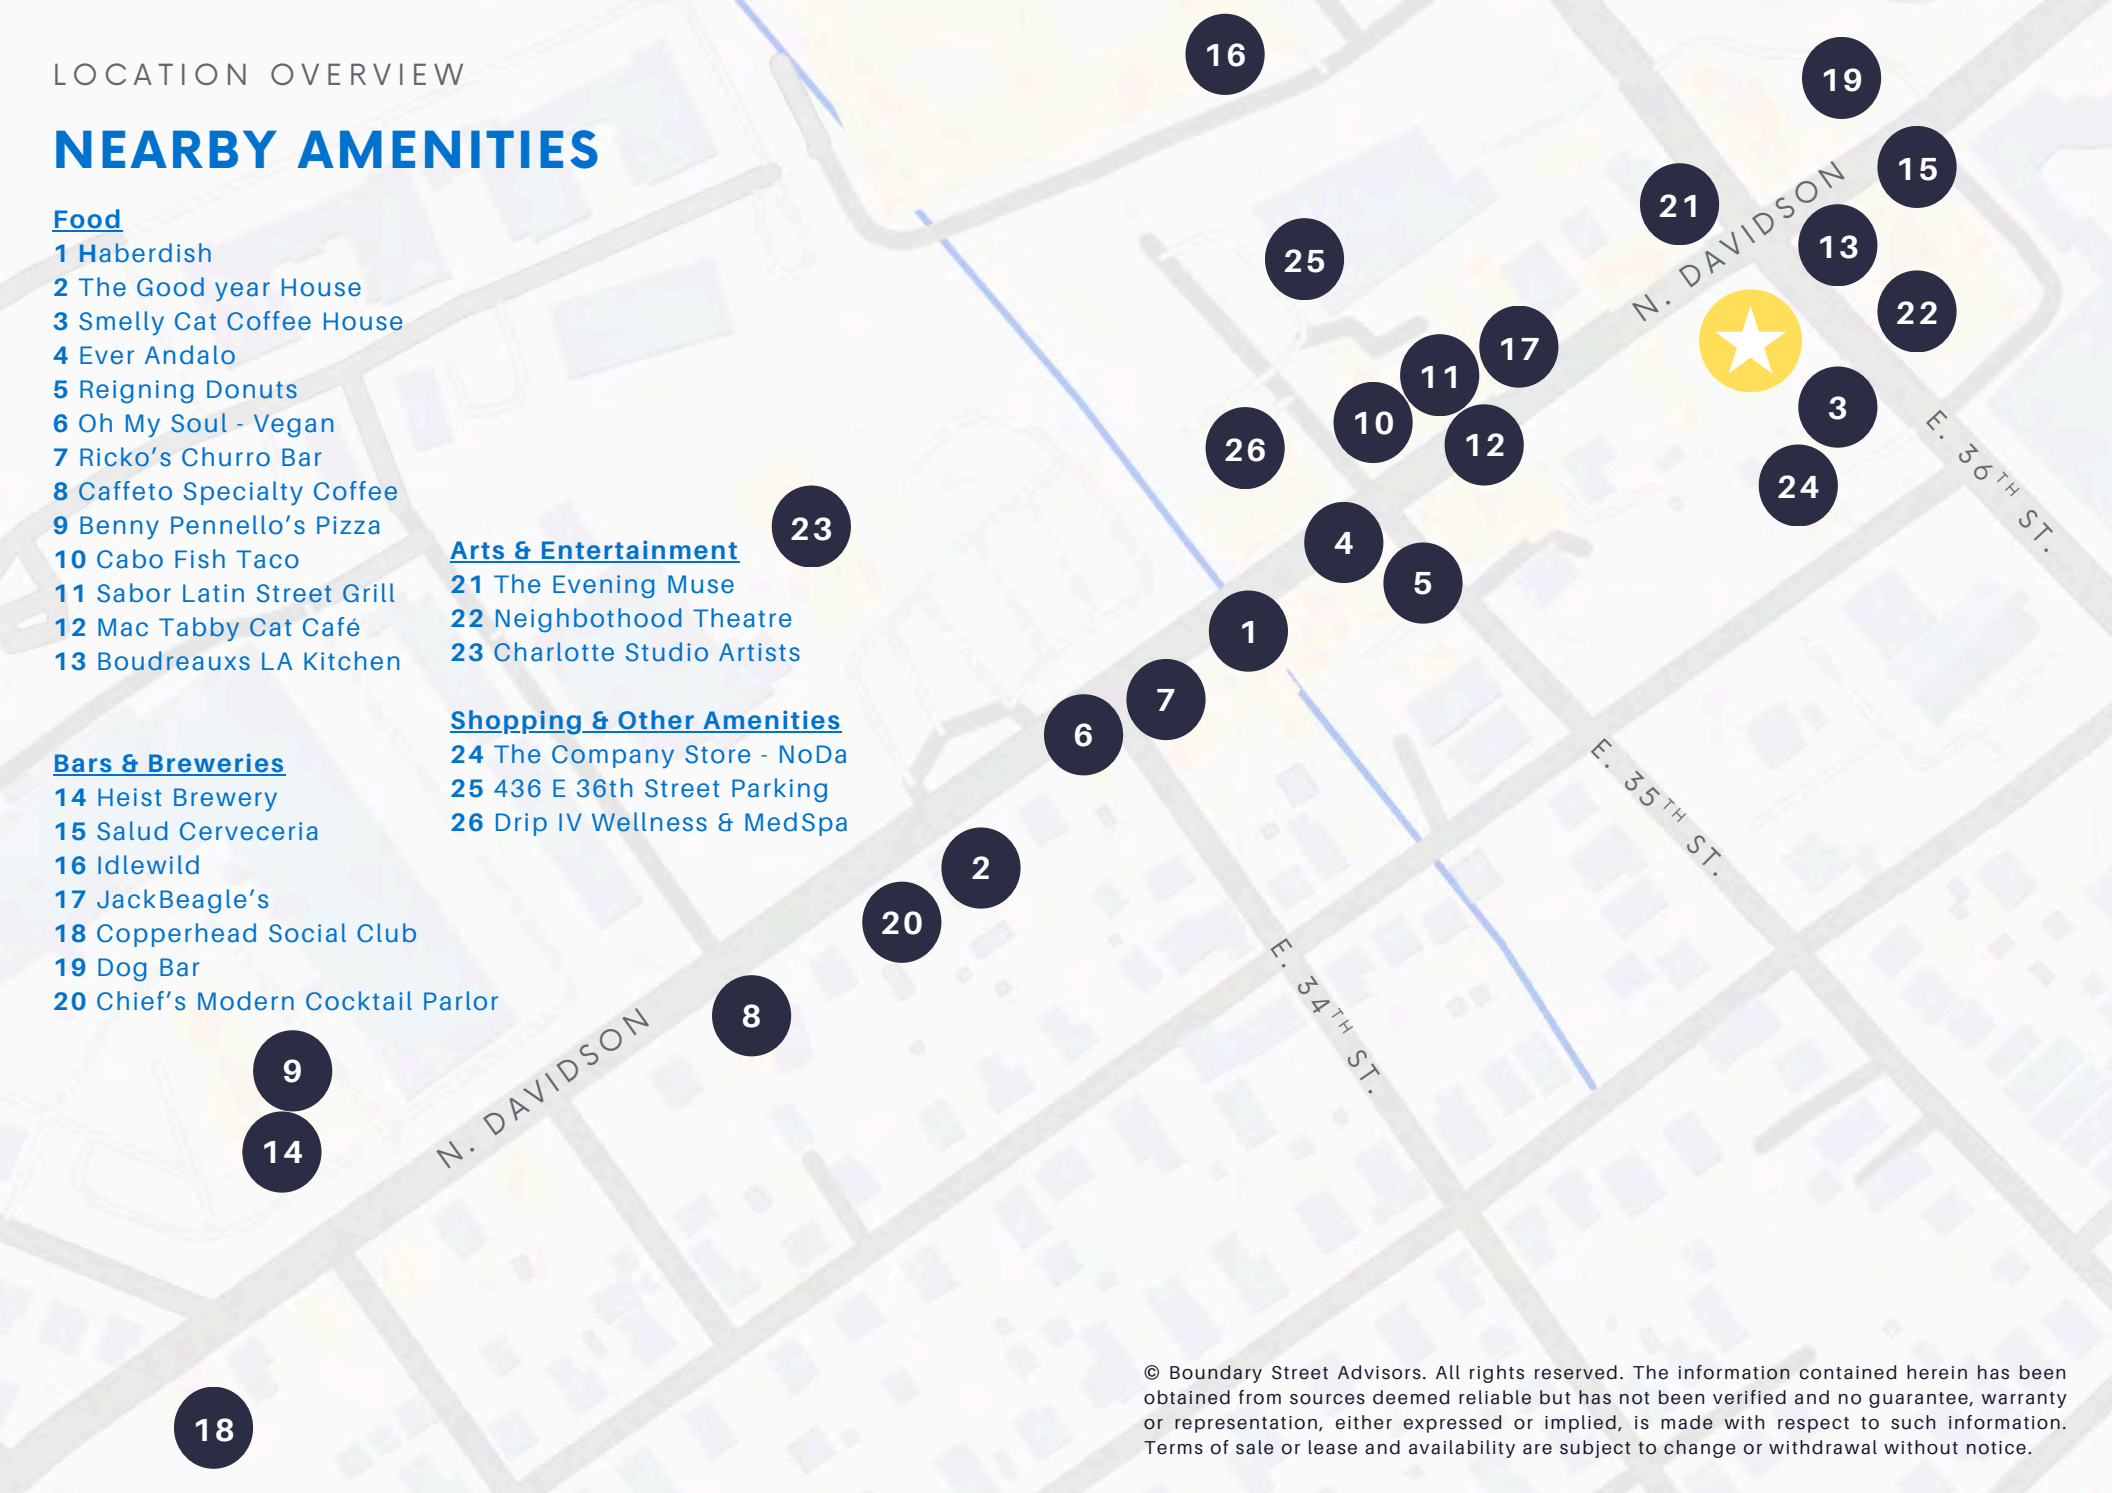 LOCATION OVERVIEW
NEARBY AMENITIES
Food
1 Haberdish
2 The Good year House
3 Smelly Cat Coffee House
4 Ever Andalo
5 Reigning Donuts
6 Oh My Soul - Vegan
7 Ricko’s Churro Bar
8 Caffeto Specialty Coffee
9 Benny Pennello’s Pizza
10 Cabo Fish Taco
11 Sabor Latin Street Grill
12 Mac Tabby Cat Café
13 Boudreauxs LA Kitchen
Bars & Breweries
14 Heist Brewery
15 Salud Cerveceria
16 Idlewild
17 JackBeagle’s
18 Copperhead Social Club
19 Dog Bar
20 Chief’s Modern Cocktail Parlor
Arts & Entertainment
21 The Evening Muse
22 Neighbothood Theatre
23 Charlotte Studio Artists
Shopping & Other Amenities
24 The Company Store - NoDa
25 436 E 36th Street Parking
26 Drip IV Wellness & MedSpa
16
19
15
21
13
25
22
17
11
3
10
12
26
24
23
4
5
1
7
6
2
20
8
9
14
18
N. DAVIDSON
E. 36TH ST.
E. 35TH ST.
E. 34TH ST.
N. DAVIDSON
© Boundary Street Advisors. All rights reserved. The information contained herein has been
obtained from sources deemed reliable but has not been verified and no guarantee, warranty
or representation, either expressed or implied, is made with respect to such information.
Terms of sale or lease and availability are subject to change or withdrawal without notice.